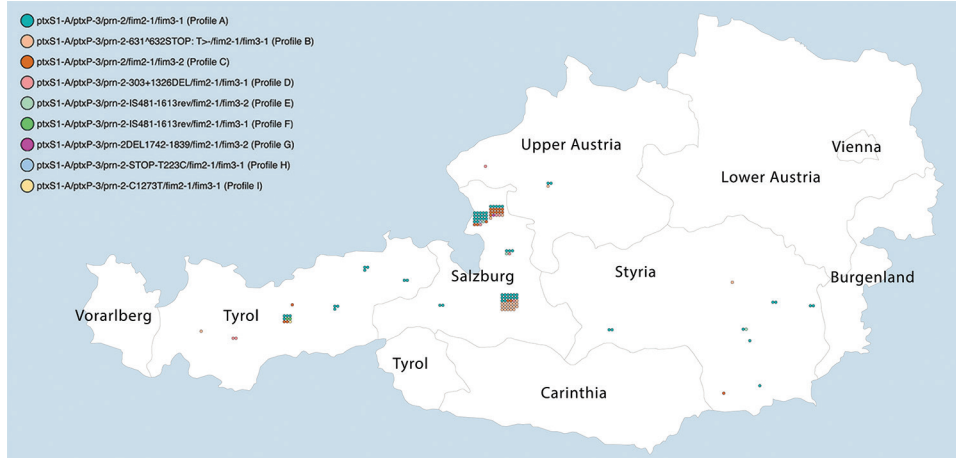 ptxS1-A/ptxP-3/prn-2/fim2-1/fim3-1 (Profile A)
ptxS1-A/ptxP-3/prn-2-631^632STOP: T>-/fim2-1/fim3-1 (Profile B)
ptxS1-A/ptxP-3/prn-2/fim2-1/fim3-2 (Profile C)
ptxS1-A/ptxP-3/prn-2-303+1326DEL/fim2-1/fim3-1 (Profile D)
ptxS1-A/ptxP-3/prn-2-IS481-1613rev/fim2-1/fim3-2 (Profile E)
ptxS1-A/ptxP-3/prn-2-IS481-1613rev/fim2-1/fim3-1 (Profile F)
ptxS1-A/ptxP-3/prn-2DEL1742-1839/fim2-1/fim3-2 (Profile G)
ptxS1-A/ptxP-3/prn-2-STOP-T223C/fim2-1/fim3-1 (Profile H)
ptxS1-A/ptxP-3/prn-2-C1273T/fim2-1/fim3-1 (Profile I)
Upper Austria
Vienna
Lower Austria
Salzburg
Styria
Burgenland
Vorarlberg
Tyrol
Tyrol
Carinthia